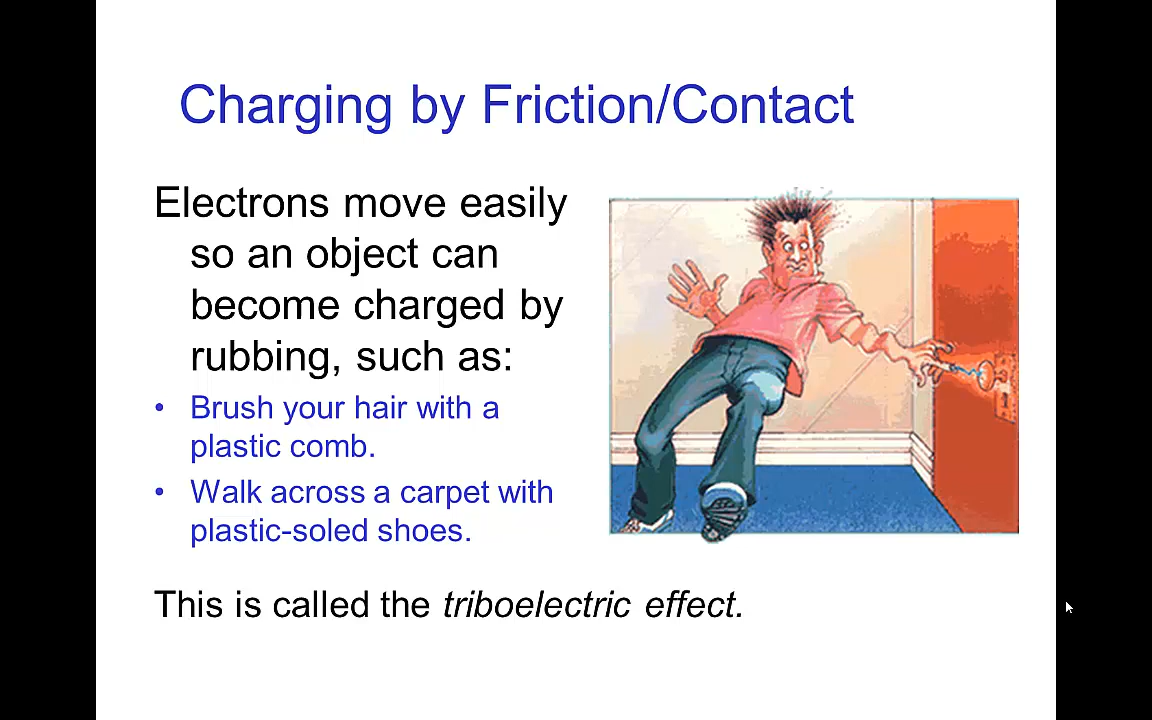 Charging by Friction/Contact
Electrons move easily
so an object can
become charged by
rubbing, such as:
• Brush your hair with a
plastic comb.
• Walk across a carpet with
plastic-soled shoes.
This is called the triboelectric effect.